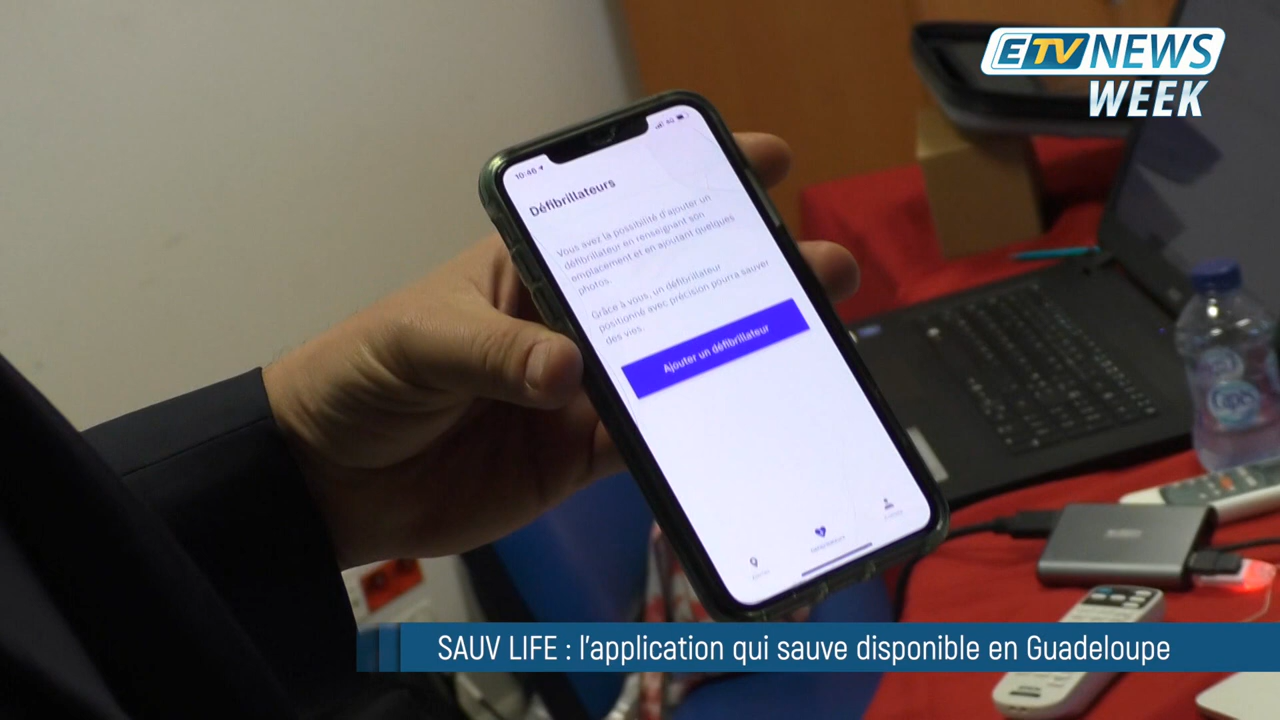 ETV NEWS
WEEK
10:46
4G
Défibrillateurs
Vous avez la possibilité d'ajouter un
défibrillateur en renseignant son
emplacement et en ajoutant quelques
photos.
Grâce à vous, un défibrillateur
positionné avec précision pourra sauver
des vies.
Ajouter un défibrillateur
SAUV LIFE : l'application qui sauve disponible en Guadeloupe